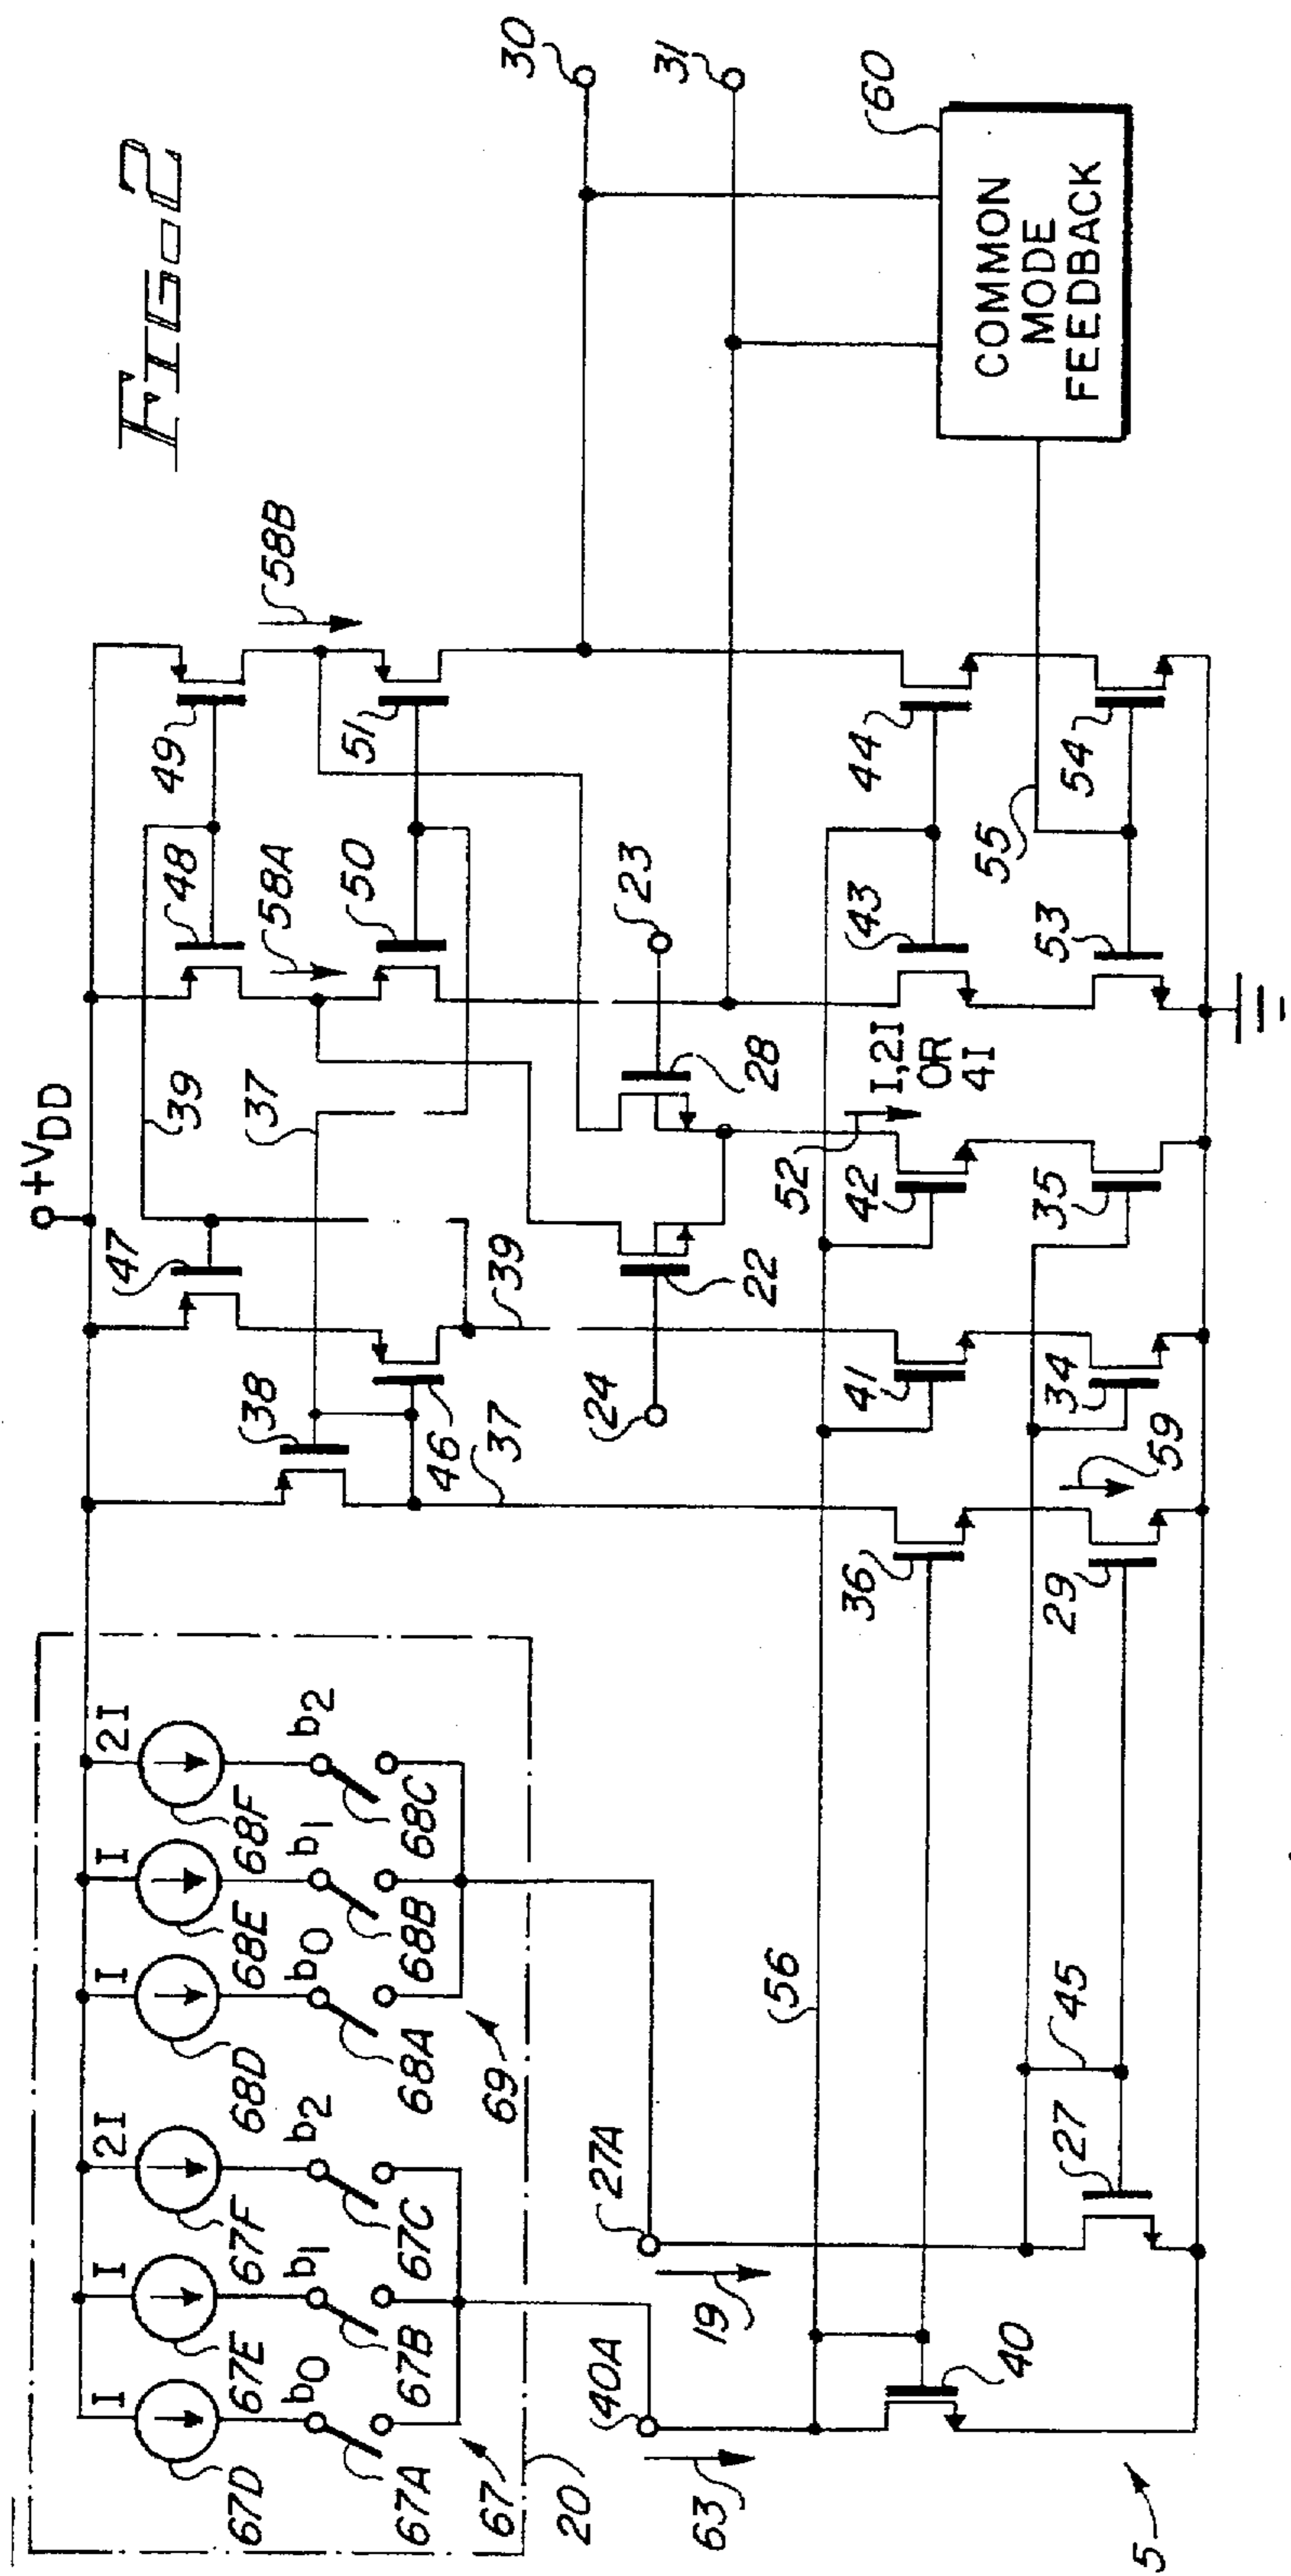 FIG-2
+VDD
I
I
2I
I
I
2I
67D
67E
67F
68D
68E
68F
b0
b1
b2
b0
b1
b2
67A
67B
67C
68A
68B
68C
67
69
20
40A
27A
63
19
47
39
48
49
58A
58B
38
37
50
51
46
37
39
24
22
28
23
30
31
56
52
I,2I
OR
4I
36
41
42
43
44
40
27
45
29
59
34
35
53
54
55
60
COMMON
MODE
FEEDBACK
5